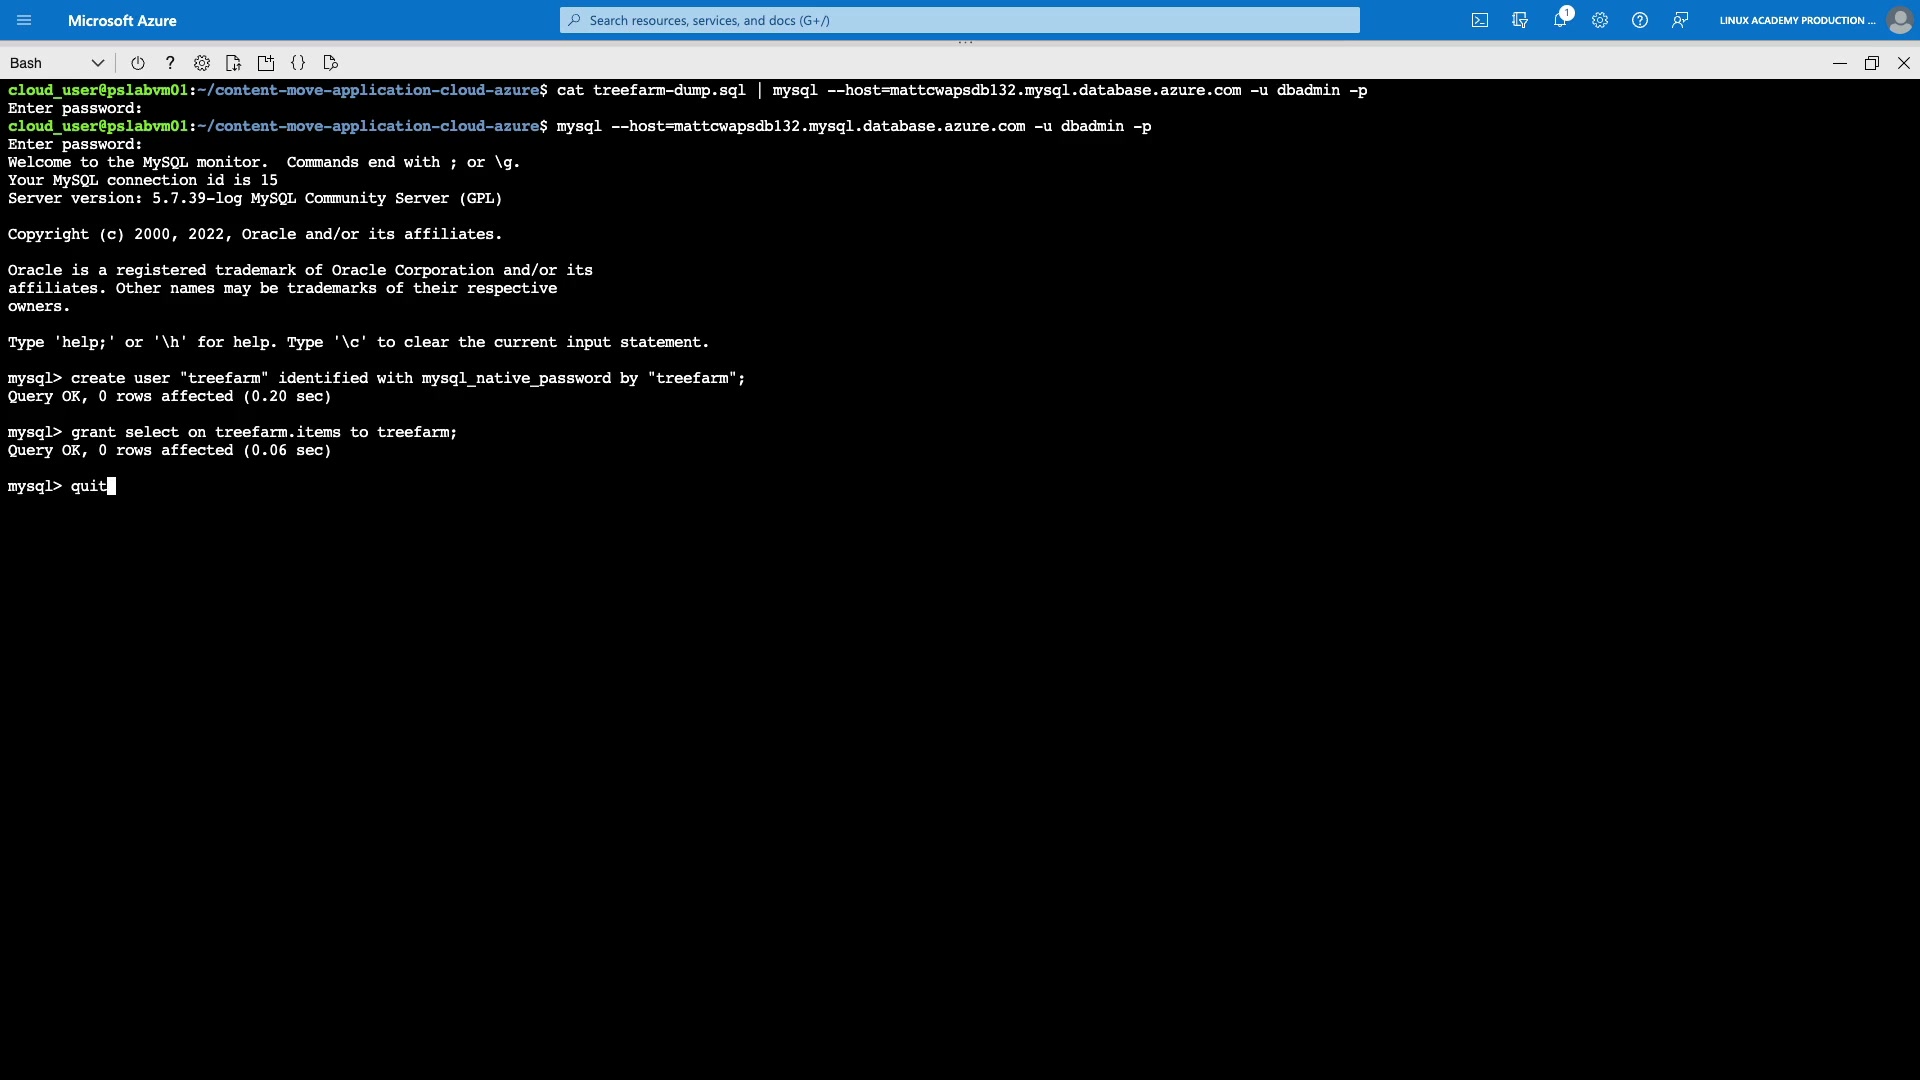 Microsoft Azure
Search resources, services, and docs (G+/)
1
LINUX ACADEMY PRODUCTION ...
Bash
cloud_user@pslabvm01:~/content-move-application-cloud-azure$ cat treefarm-dump.sql | mysql --host=mattcwapsdb132.mysql.database.azure.com -u dbadmin -p
Enter password:
cloud_user@pslabvm01:~/content-move-application-cloud-azure$ mysql --host=mattcwapsdb132.mysql.database.azure.com -u dbadmin -p
Enter password:
Welcome to the MySQL monitor.  Commands end with ; or \g.
Your MySQL connection id is 15
Server version: 5.7.39-log MySQL Community Server (GPL)
Copyright (c) 2000, 2022, Oracle and/or its affiliates.
Oracle is a registered trademark of Oracle Corporation and/or its
affiliates. Other names may be trademarks of their respective
owners.
Type 'help;' or '\h' for help. Type '\c' to clear the current input statement.
mysql> create user "treefarm" identified with mysql_native_password by "treefarm";
Query OK, 0 rows affected (0.20 sec)
mysql> grant select on treefarm.items to treefarm;
Query OK, 0 rows affected (0.06 sec)
mysql> quit